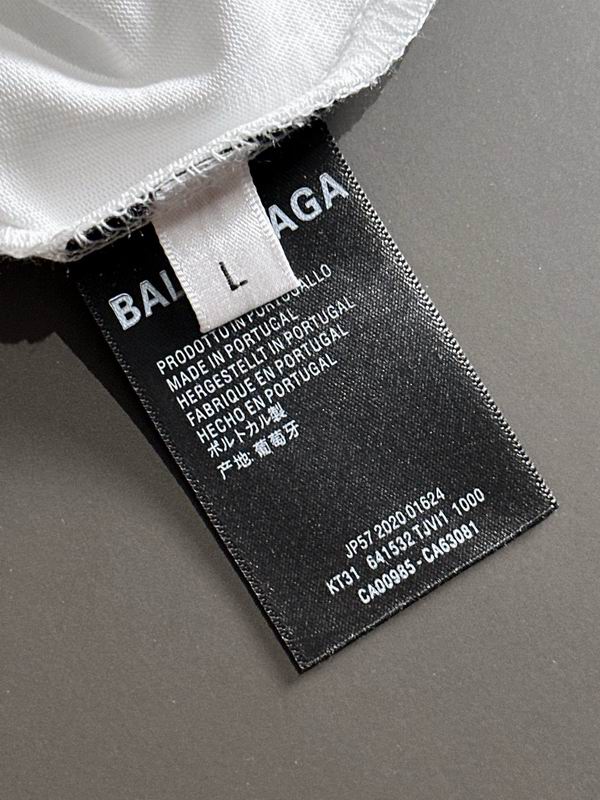 BAL AGA
L
PRODOTTO IN PORTOGALLO
MADE IN PORTUGAL
HERGESTELLT IN PORTUGAL
FABRIQUE EN PORTUGAL
HECHO EN PORTUGAL
ポルトカル製
产地:葡萄牙
JP57 2020 01624
KT31 641532 TJVI1 1000
CA00985 - CA63081